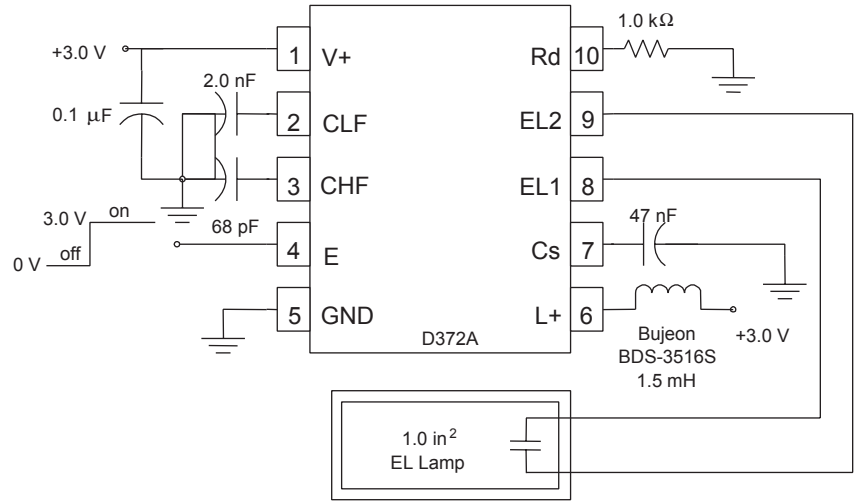 +3.0 V
1
V+
Rd
10
1.0 kΩ
2.0 nF
0.1 μF
2
CLF
EL2
9
3
CHF
EL1
8
68 pF
3.0 V
on
0 V
off
4
E
Cs
7
47 nF
5
GND
L+
6
+3.0 V
D372A
Bujeon
BDS-3516S
1.5 mH
1.0 in²
EL Lamp